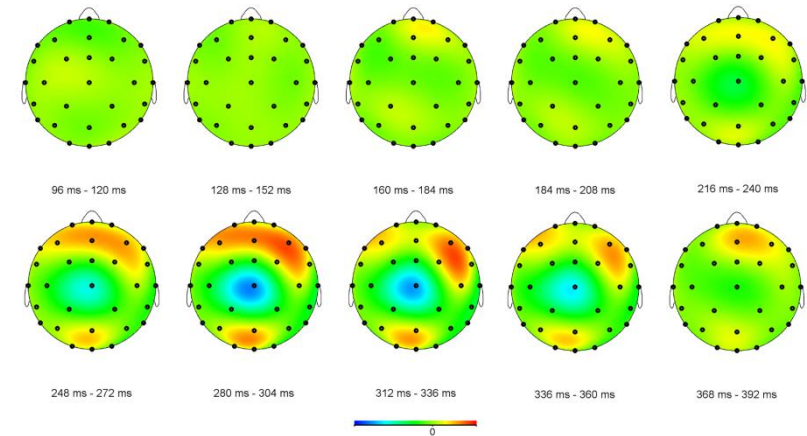 96 ms - 120 ms
128 ms - 152 ms
160 ms - 184 ms
184 ms - 208 ms
216 ms - 240 ms
248 ms - 272 ms
280 ms - 304 ms
312 ms - 336 ms
336 ms - 360 ms
368 ms - 392 ms
0